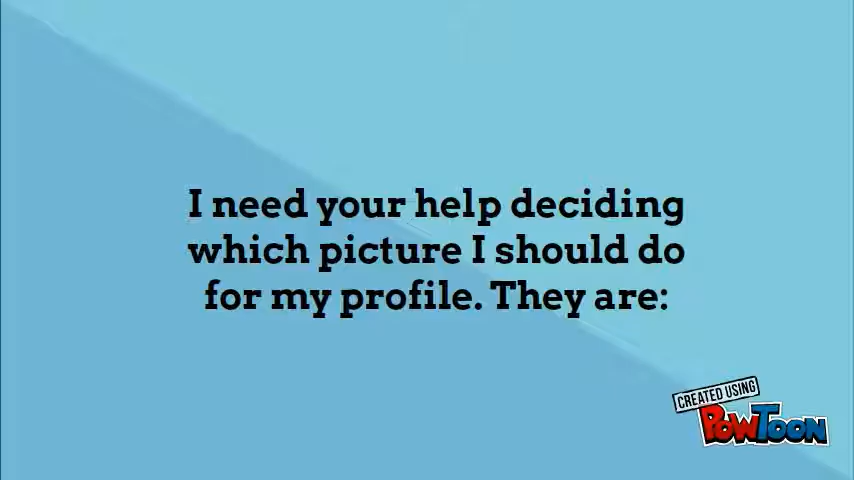 I need your help deciding
which picture I should do
for my profile. They are:
CREATED USING
POWTOON